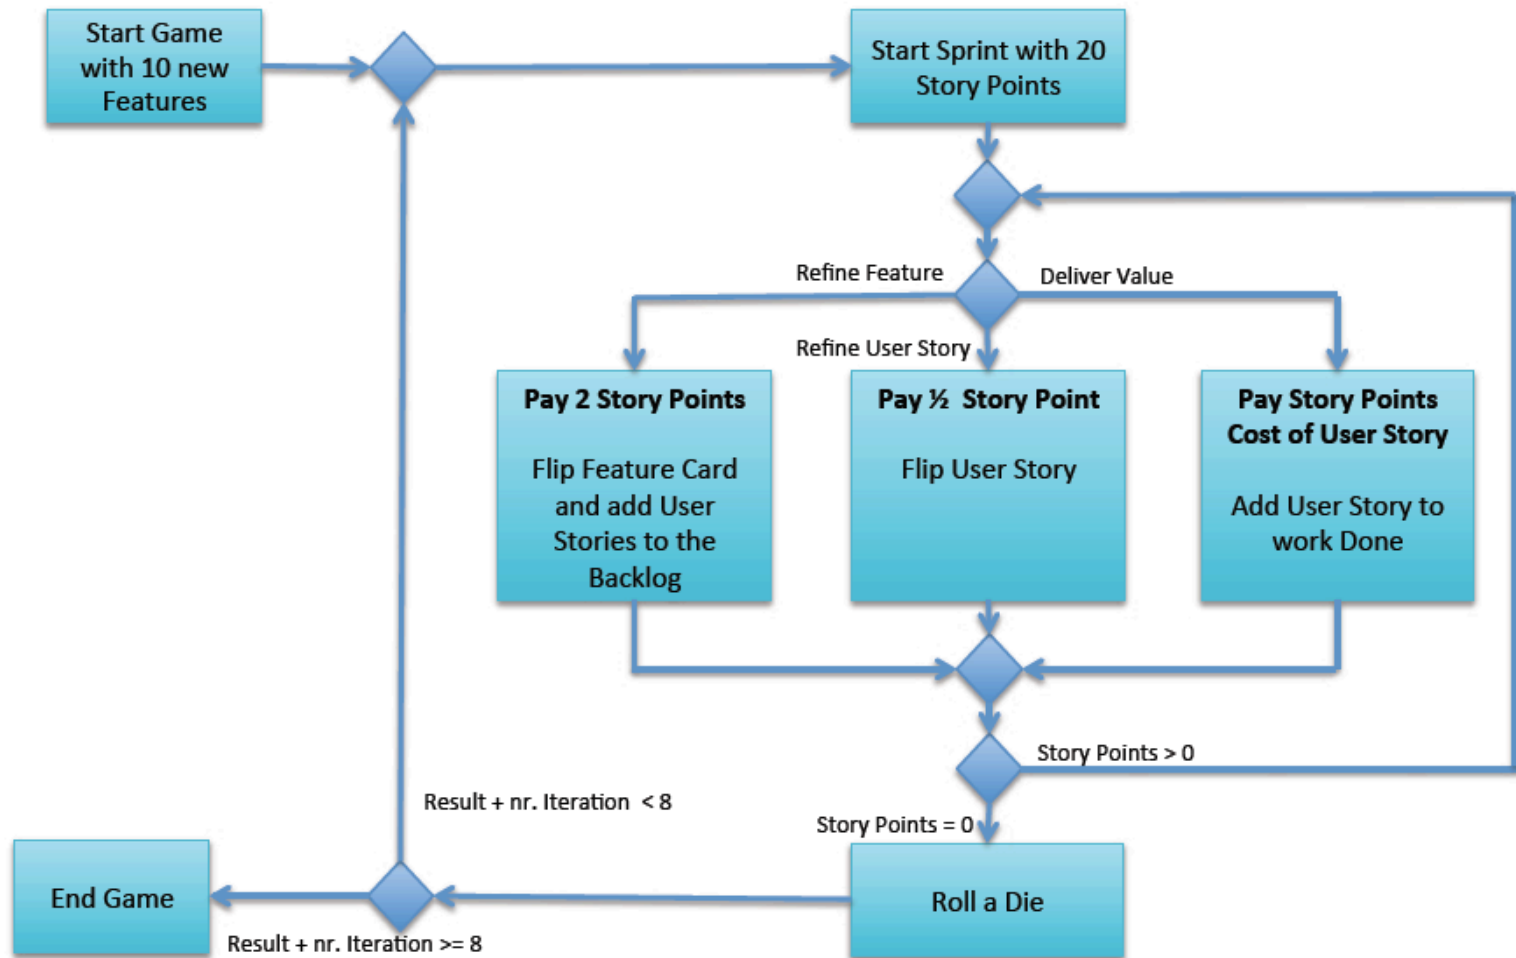 Start Game
with 10 new
Features
Start Sprint with 20
Story Points
Refine Feature
Deliver Value
Refine User Story
Pay 2 Story Points
Flip Feature Card
and add User
Stories to the
Backlog
Pay ½  Story Point
Flip User Story
Pay Story Points
Cost of User Story
Add User Story to
work Done
Story Points > 0
Result + nr. Iteration  < 8
Story Points = 0
End Game
Roll a Die
Result + nr. Iteration >= 8